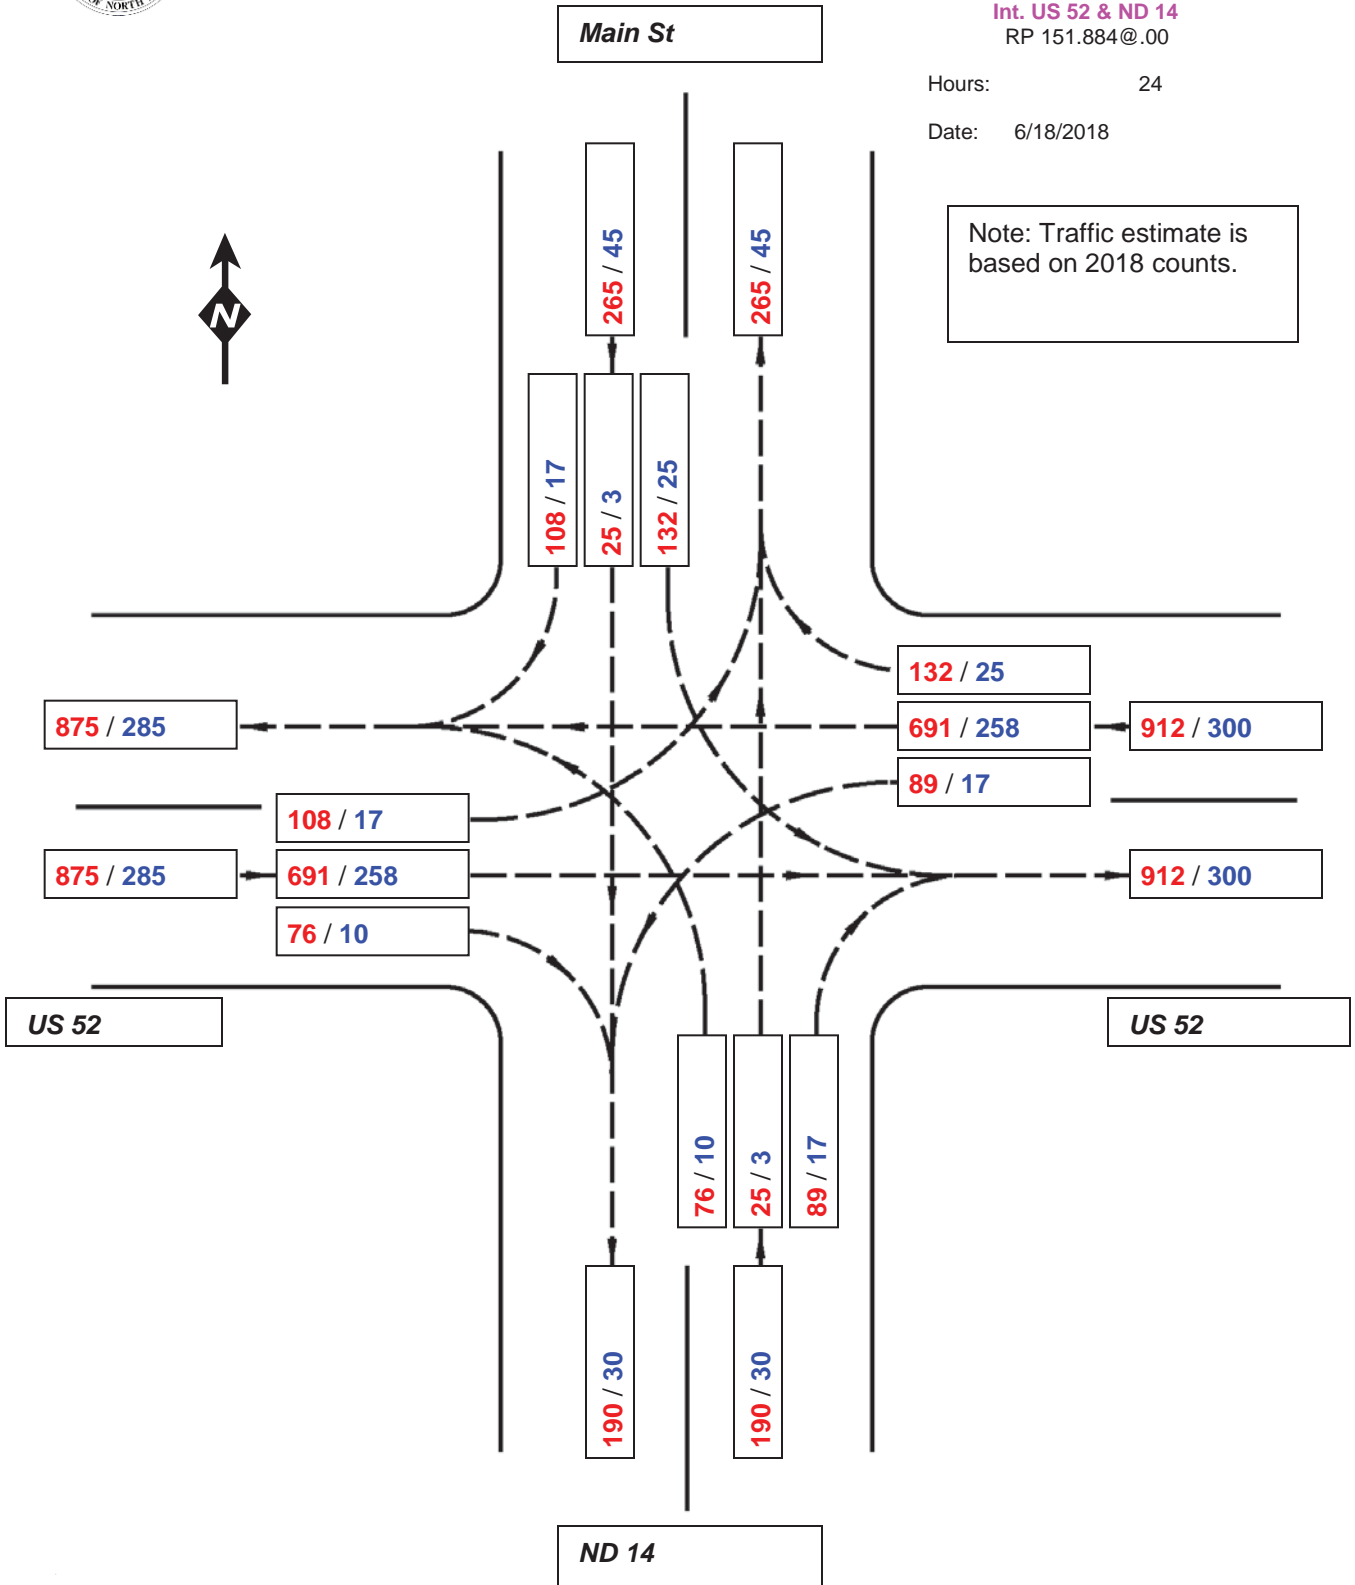 OF NORTH
Main St
Int. US 52 & ND 14
RP 151.884@.00
Hours: 24
Date: 6/18/2018
Note: Traffic estimate is
based on 2018 counts.
N
265 / 45
265 / 45
108 / 17
25 / 3
132 / 25
132 / 25
875 / 285
691 / 258
912 / 300
89 / 17
108 / 17
875 / 285
691 / 258
912 / 300
76 / 10
US 52
US 52
76 / 10
25 / 3
89 / 17
190 / 30
190 / 30
ND 14